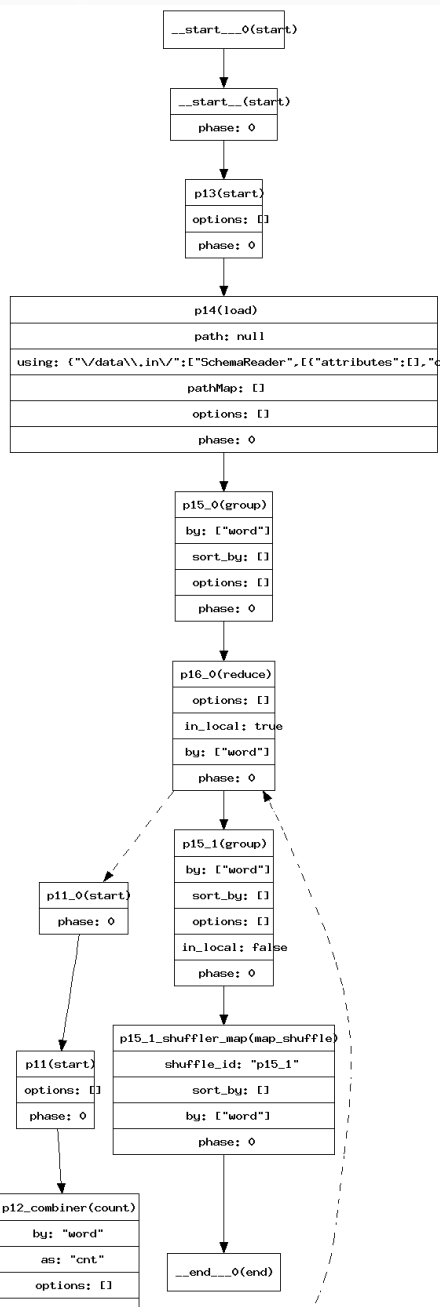 __start___0(start)
__start__(start)
phase: 0
p13(start)
options: []
phase: 0
p14(load)
path: null
using: {"\/data\\.in\/":["SchemaReader",[{"attributes":[],"c
pathMap: []
options: []
phase: 0
p15_0(group)
by: ["word"]
sort_by: []
options: []
phase: 0
p16_0(reduce)
options: []
in_local: true
by: ["word"]
phase: 0
p15_1(group)
by: ["word"]
sort_by: []
options: []
in_local: false
phase: 0
p11_0(start)
phase: 0
p15_1_shuffler_map(map_shuffle)
shuffle_id: "p15_1"
sort_by: []
by: ["word"]
phase: 0
p11(start)
options: []
phase: 0
p12_combiner(count)
by: "word"
as: "cnt"
options: []
__end___0(end)